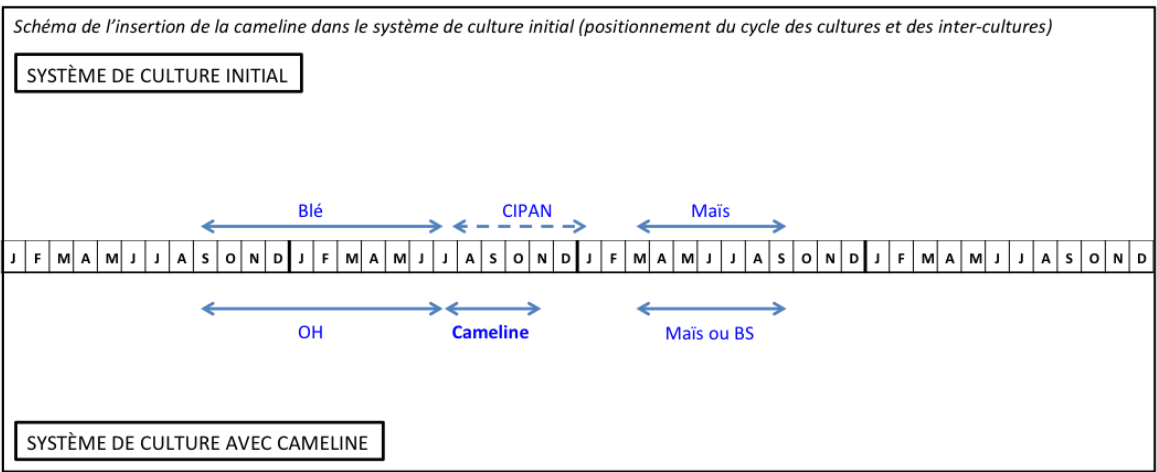 Schéma de l'insertion de la cameline dans le système de culture initial (positionnement du cycle des cultures et des inter-cultures)
SYSTÈME DE CULTURE INITIAL
Blé CIPAN Maïs
J F M A M J J A S O N D J F M A M J J A S O N D J F M A M J J A S O N D J F M A M J J A S O N D
OH Cameline Maïs ou BS
SYSTÈME DE CULTURE AVEC CAMELINE